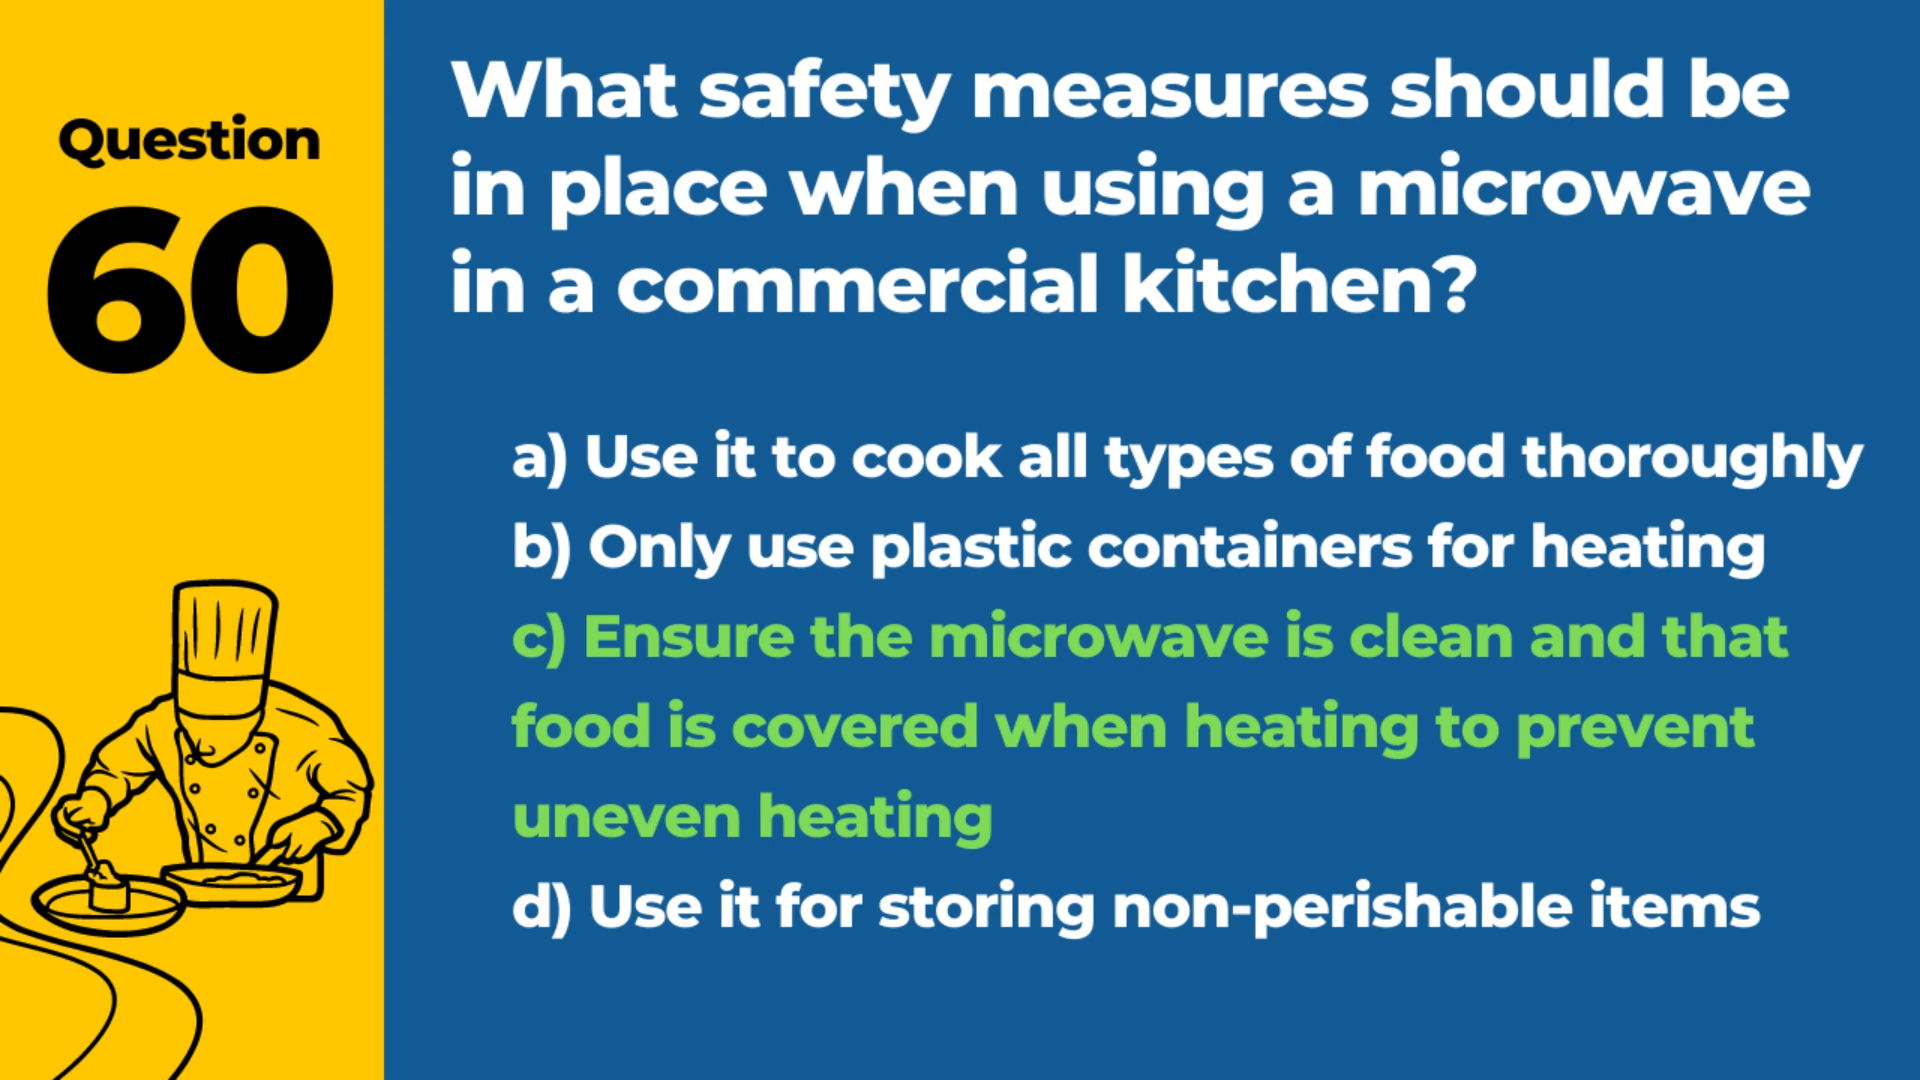 Question
60
What safety measures should be
in place when using a microwave
in a commercial kitchen?
a) Use it to cook all types of food thoroughly
b) Only use plastic containers for heating
c) Ensure the microwave is clean and that
food is covered when heating to prevent
uneven heating
d) Use it for storing non-perishable items